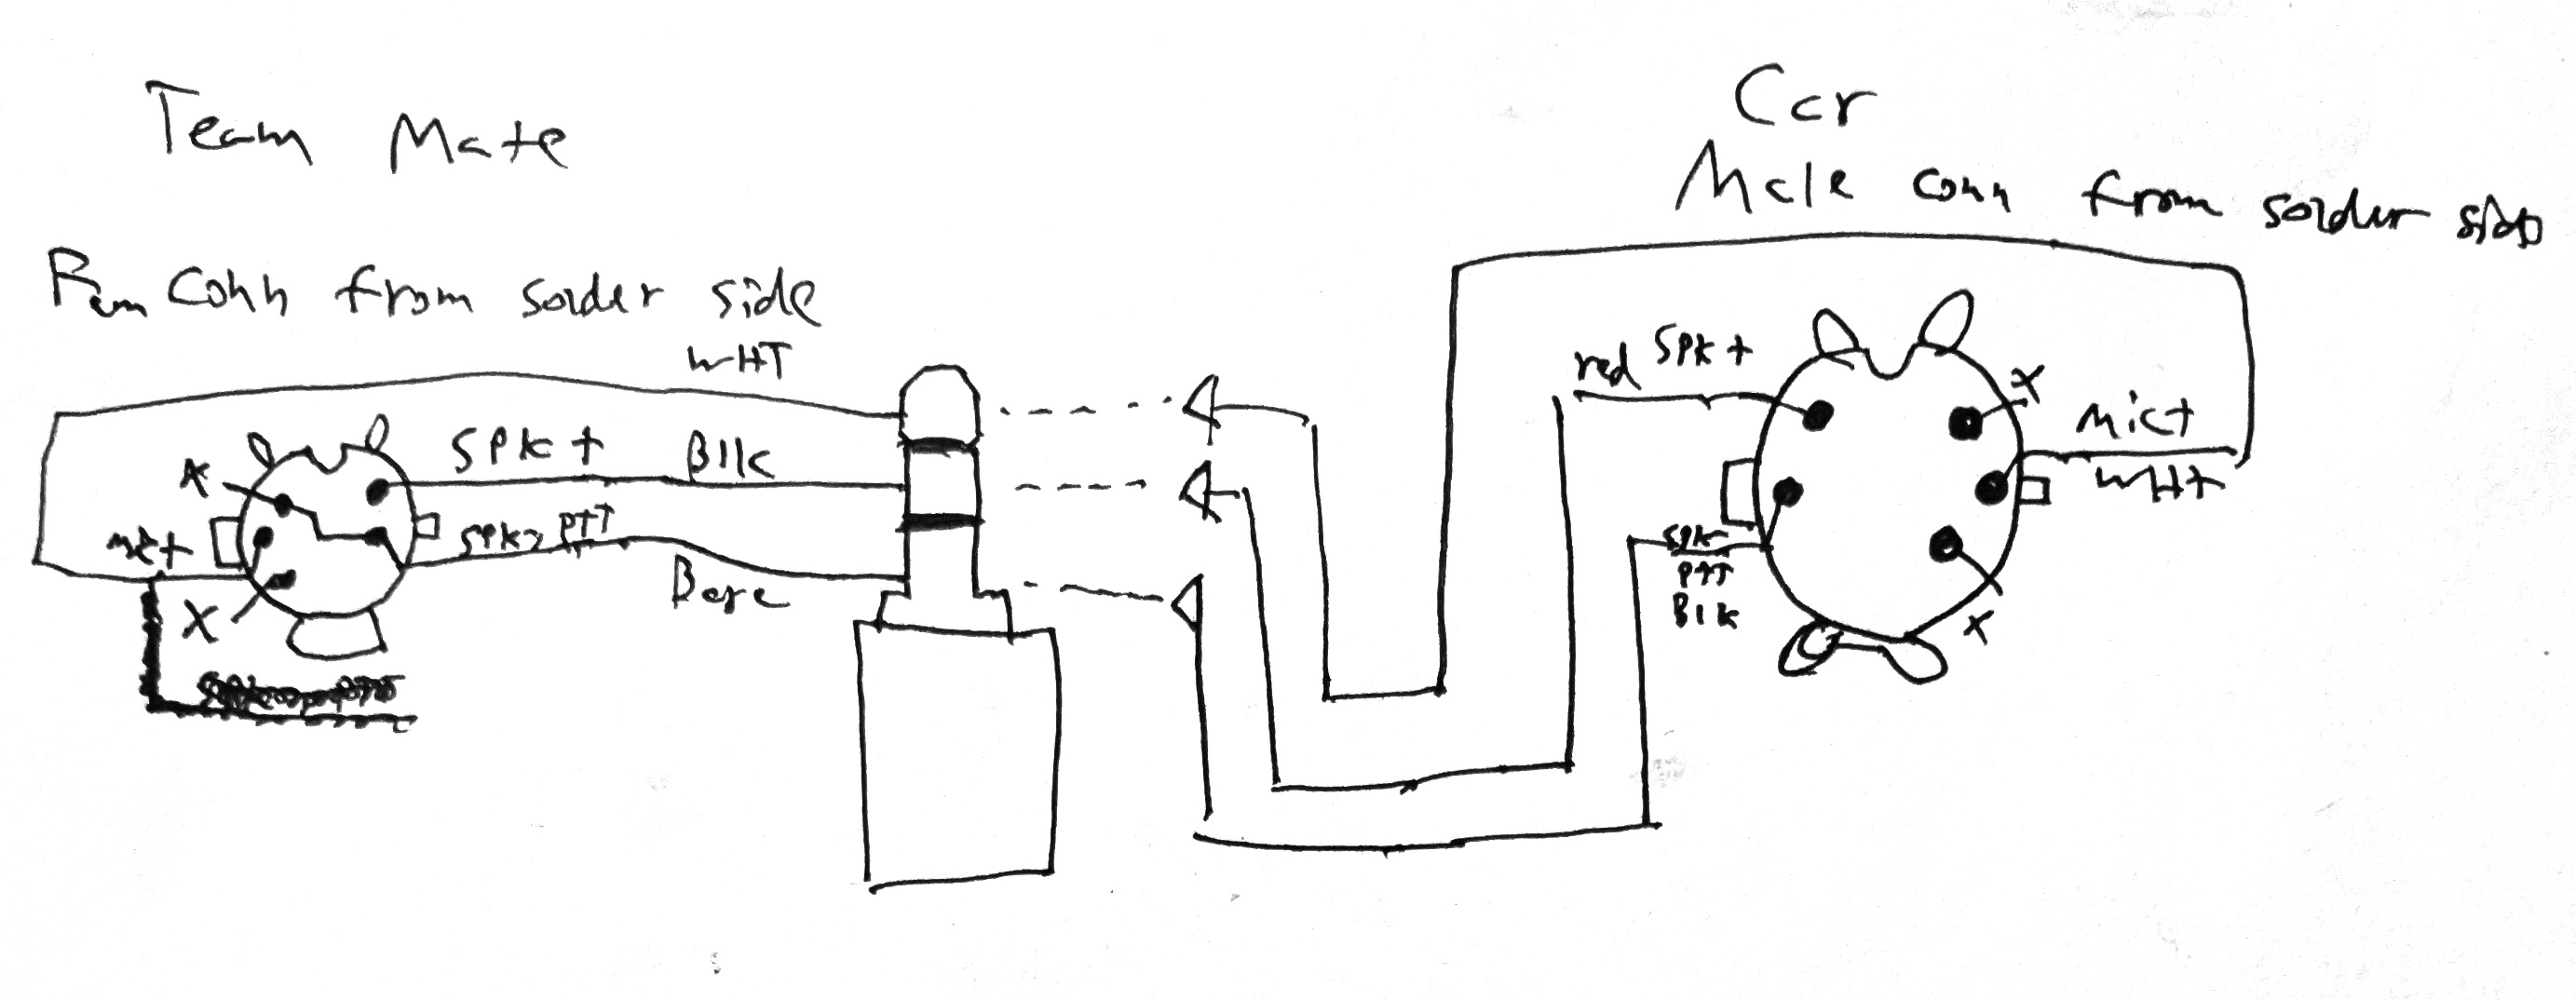 Team Mate
Car
Male conn from solder side
Fem Conn from solder side
WHT
red SPK +
X
SPK +
Blk
mic+
WHT
X
mic+
SPK
PTT
Bare
SPK-
PTT
Blk
X
X